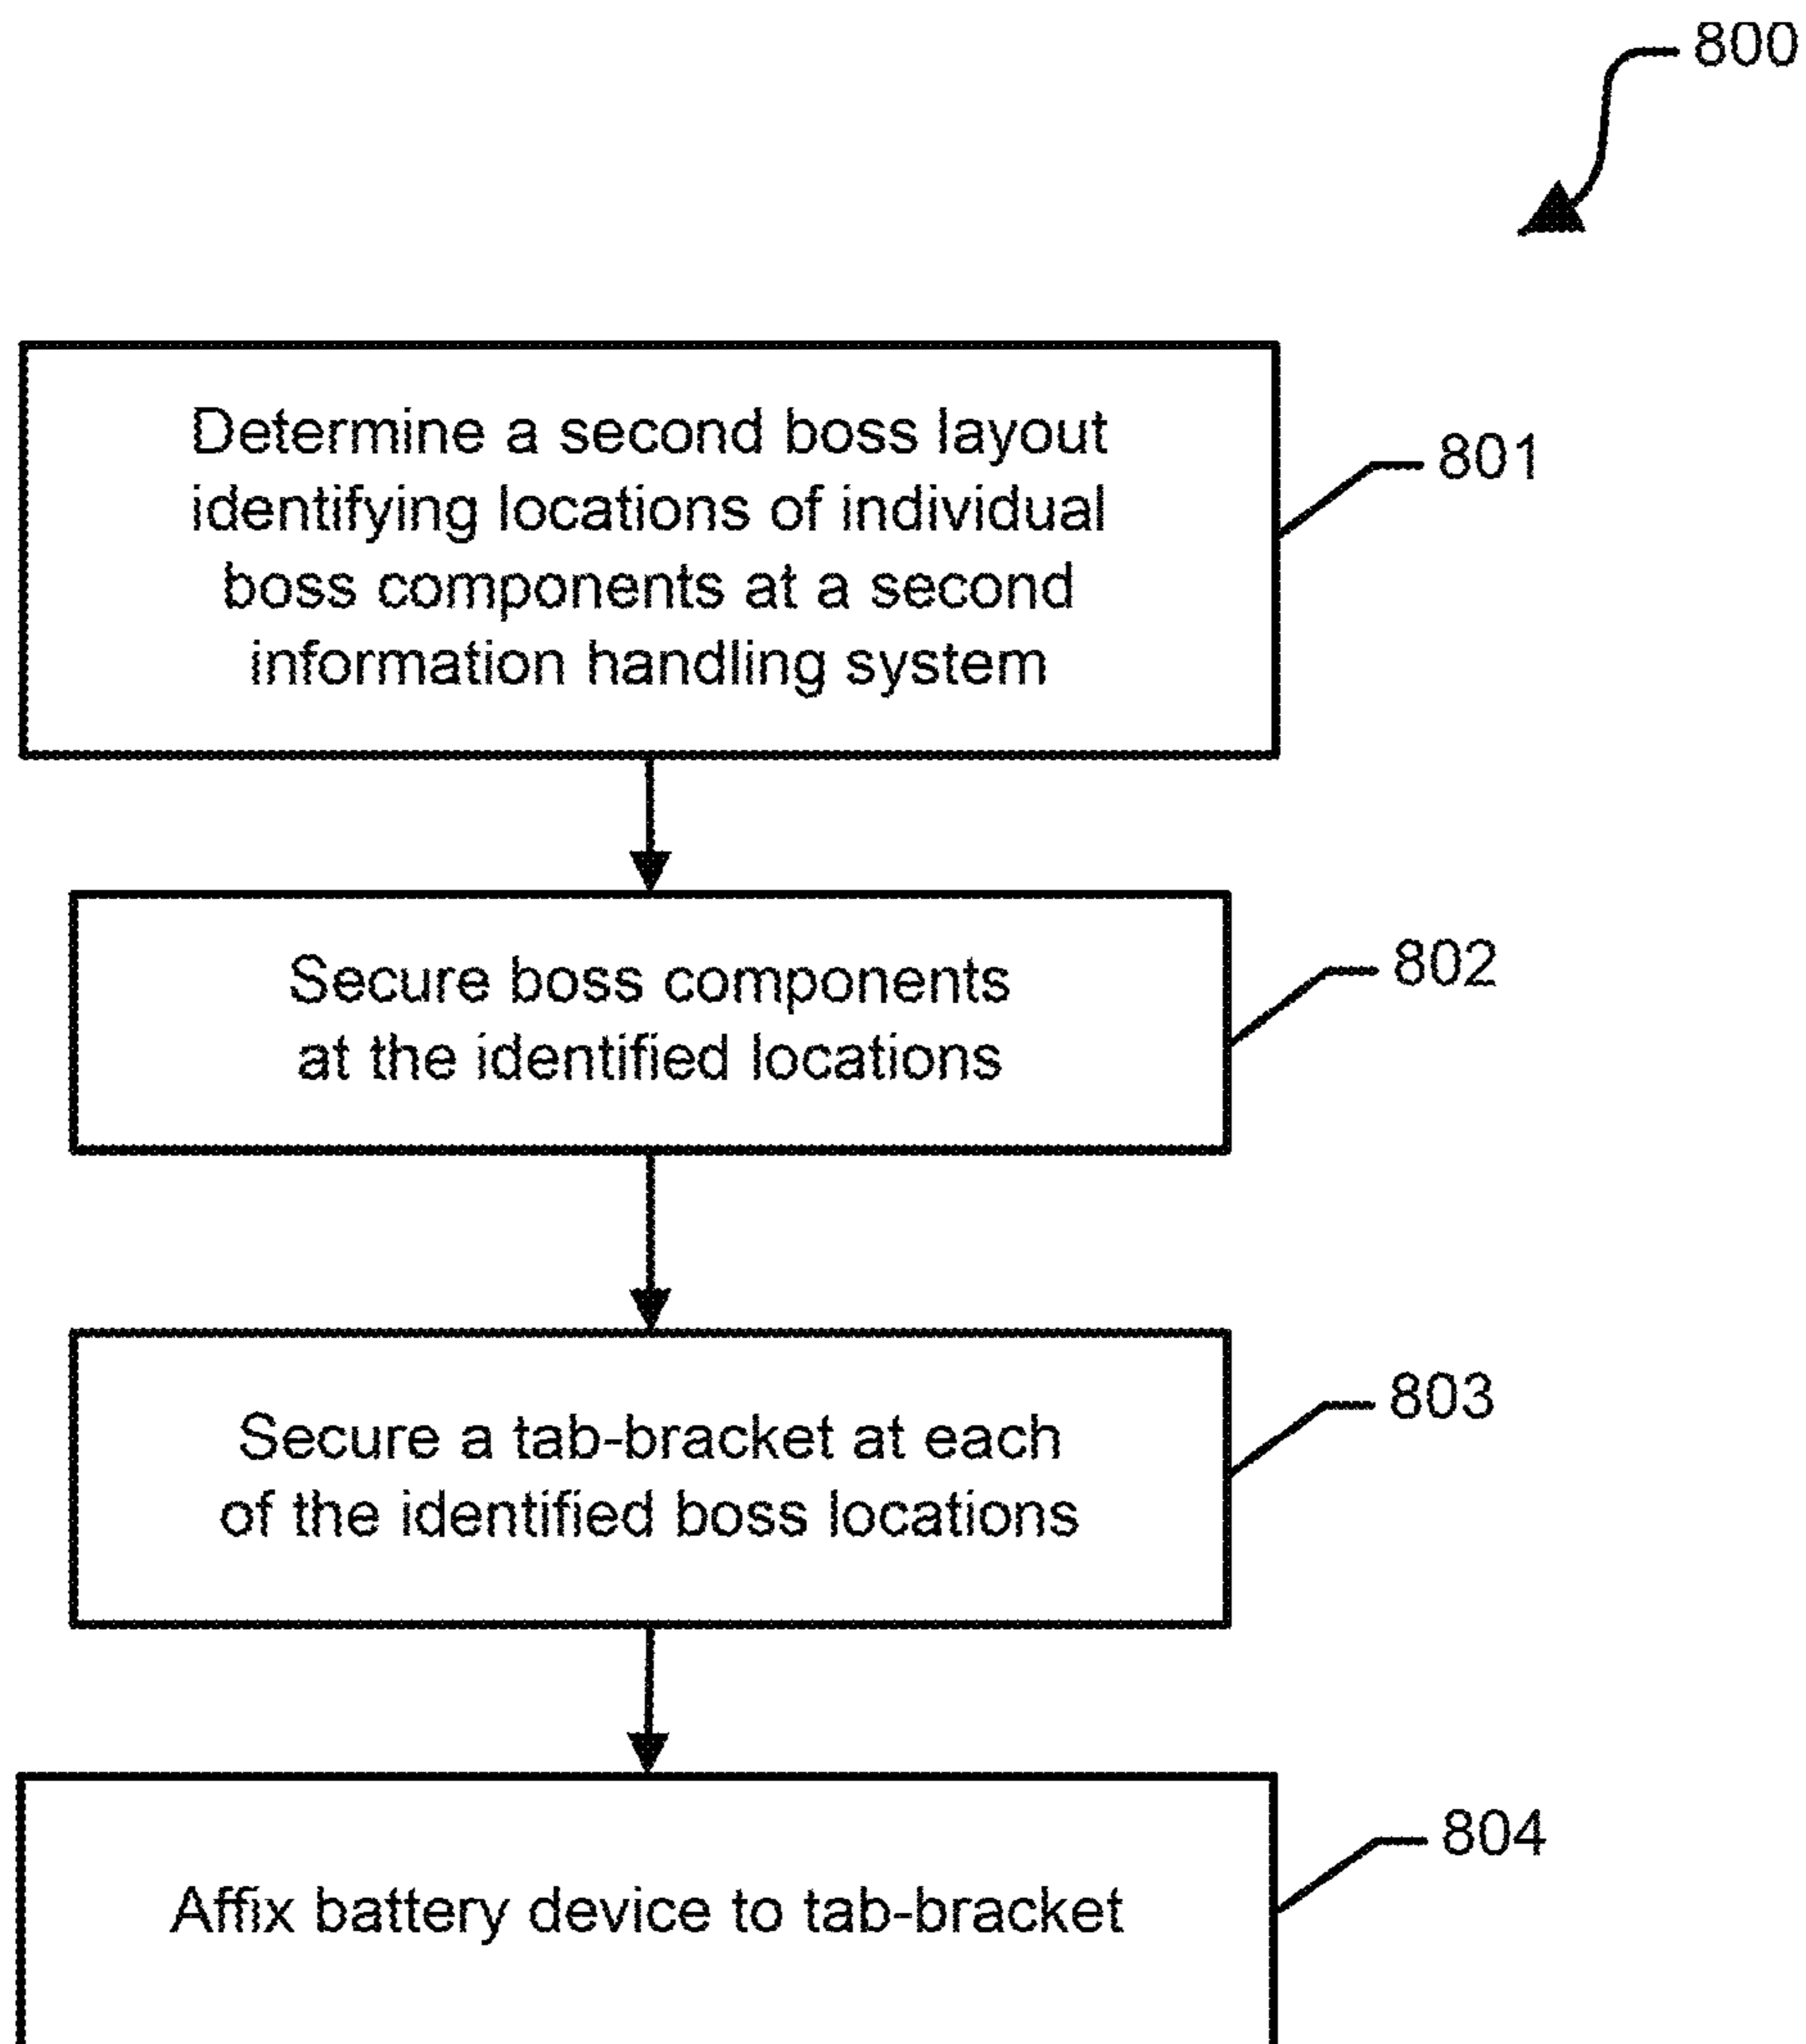 800
Determine a second boss layout
identifying locations of individual
boss components at a second
information handling system
801
Secure boss components
at the identified locations
802
Secure a tab-bracket at each
of the identified boss locations
803
Affix battery device to tab-bracket
804